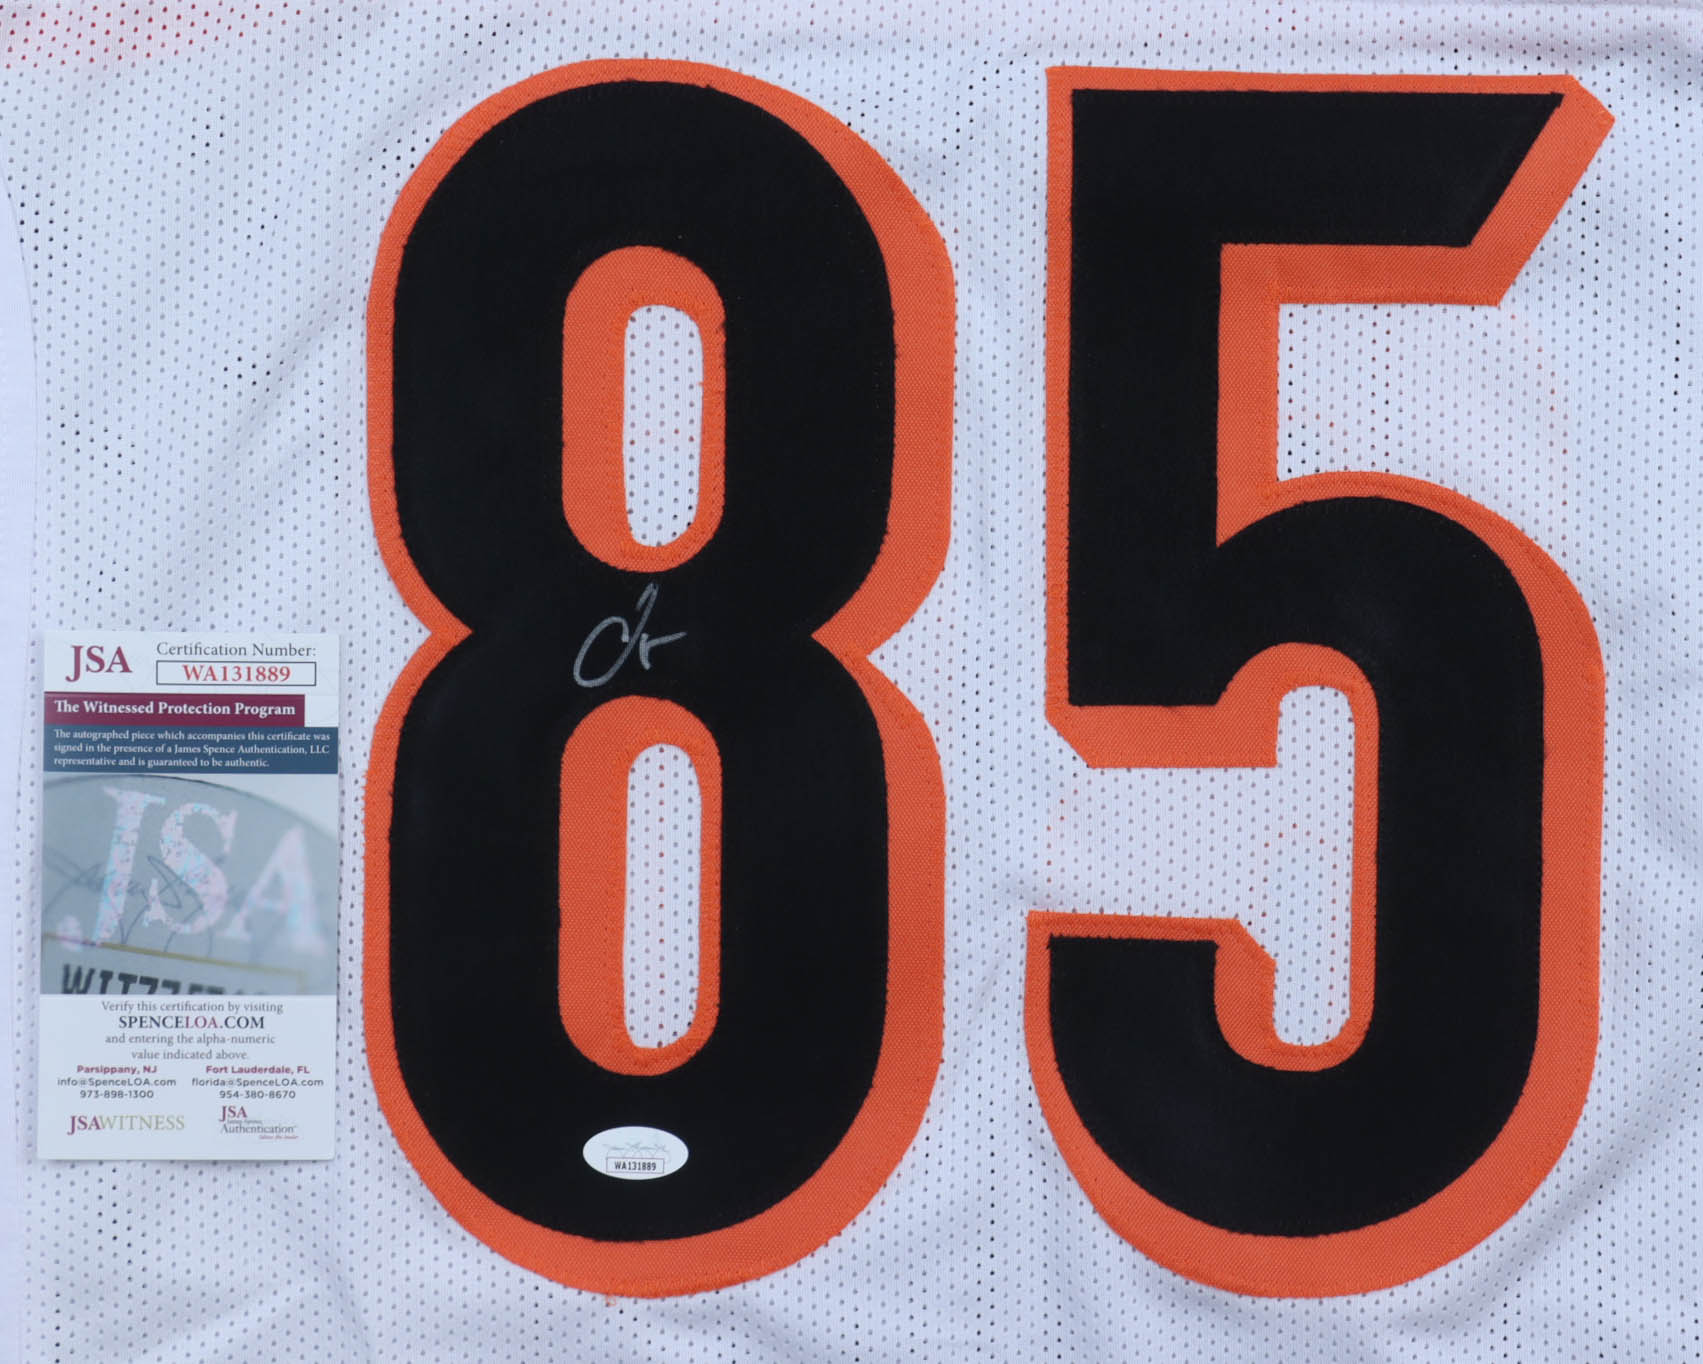 85
JSA
Certification Number:
WA131889
The Witnessed Protection Program
The autographed piece which accompanies this certificate was
signed in the presence of a James Spence Authentication, LLC
representative and is guaranteed to be authentic.
JSA
Verify this certification by visiting
SPENCELOA.COM
and entering the alpha-numeric
value indicated above.
Parsippany, NJ
info@SpenceLOA.com
973-898-1300
Fort Lauderdale, FL
florida@SpenceLOA.com
954-380-8670
JSAWITNESS
JSA
James Spence
Authentication
WA131889